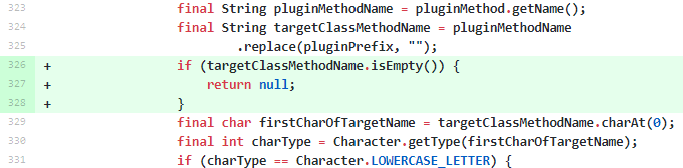 323 final String pluginMethodName = pluginMethod.getName();
324 final String targetClassMethodName = pluginMethodName
325 .replace(pluginPrefix, "");
326 + if (targetClassMethodName.isEmpty()) {
327 + return null;
328 + }
329 final char firstCharOfTargetName = targetClassMethodName.charAt(0);
330 final int charType = Character.getType(firstCharOfTargetName);
331 if (charType == Character.LOWERCASE_LETTER) {